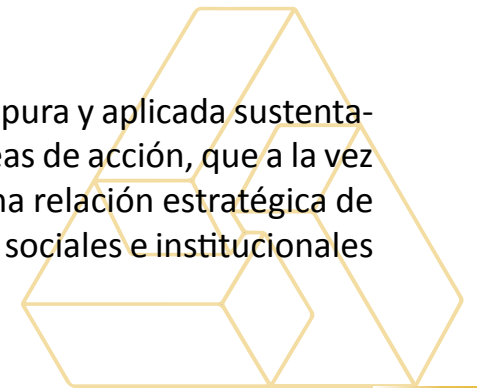 pura y aplicada sustenta-
eas de acción, que a la vez
na relación estratégica de
sociales e institucionales